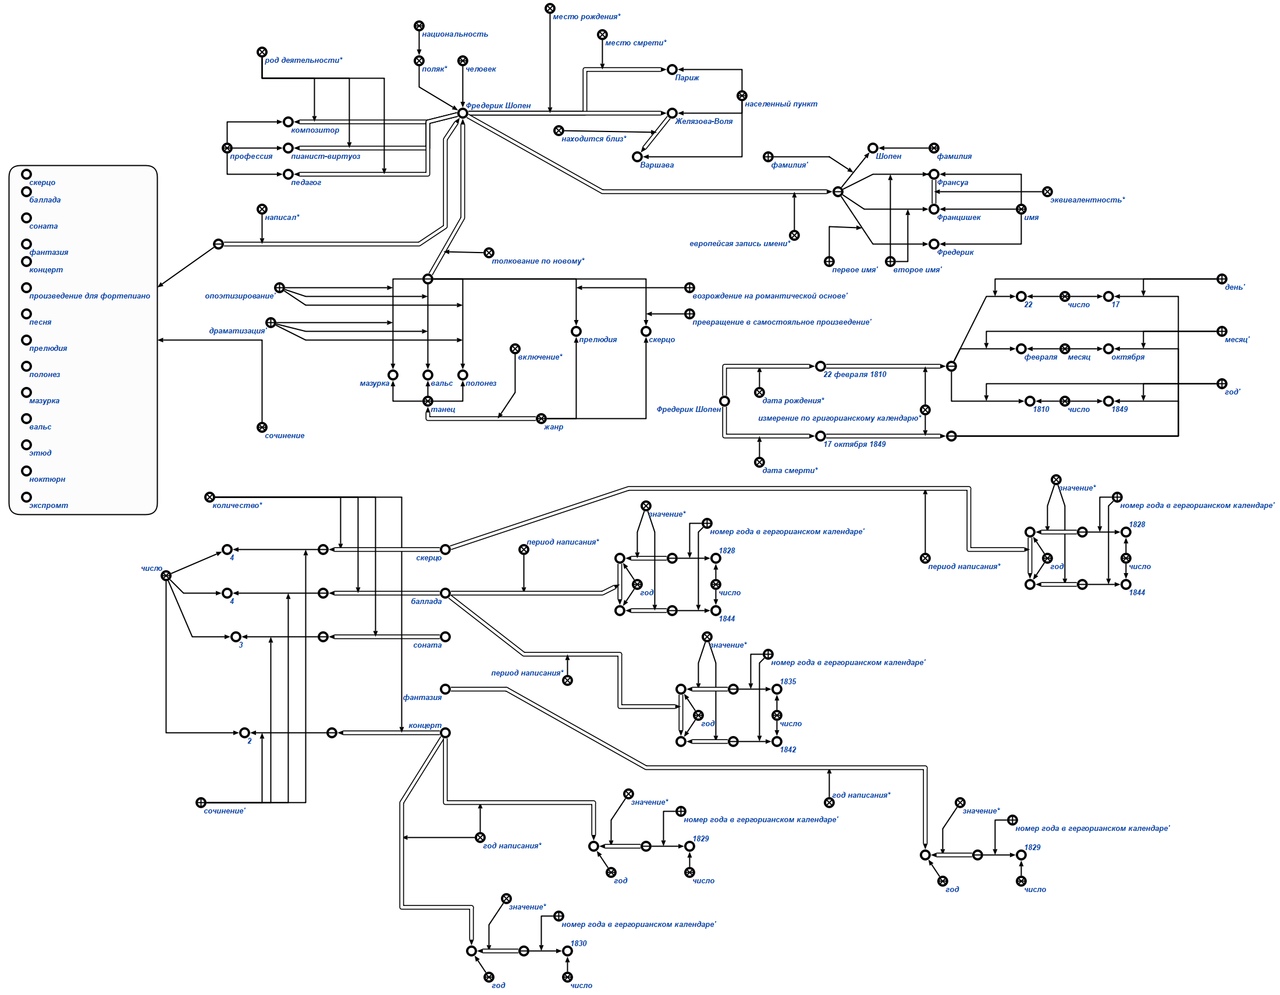 место рождения*
национальность
место смрети*
род деятельности*
поляк*
человек
Париж
Фредерик Шопен
населенный пункт
композитор
Желязова-Воля
находится близ*
профессия
пианист-виртуоз
Варшава
Шопен
фамилия
фамилия'
педагог
Франсуа
скерцо
баллада
эквивалентность*
написал*
Францишек
имя
соната
европейсая запись имени*
Фредерик
фантазия
толкование по новому*
концерт
первое имя'
второе имя'
произведение для фортепиано
опоэтизирование'
возрождение на романтической основе'
день'
22
число
17
песня
превращение в самостояльное произведение'
драматизация'
прелюдия
скерцо
месяц'
прелюдия
включение*
февраля
месяц
октября
полонез
мазурка
вальс
полонез
22 февраля 1810
год'
мазурка
танец
Фредерик Шопен
дата рождения*
1810
число
1849
вальс
жанр
измерение по григорианскому календарю*
сочинение
17 октября 1849
этюд
дата смерти*
ноктюрн
экспромт
количество*
значение*
номер года в гергорианском календаре'
значение*
номер года в гергорианском календаре'
1828
период написания*
4
скерцо
1828
период написания*
год
число
число
год
число
1844
4
баллада
1844
3
соната
значение*
номер года в гергорианском календаре'
период написания*
1835
фантазия
год
число
концерт
2
1842
сочинение'
значение*
номер года в гергорианском календаре'
год написания*
значение*
номер года в гергорианском календаре'
год написания*
1829
1829
год
число
год
число
значение*
номер года в гергорианском календаре'
1830
год
число